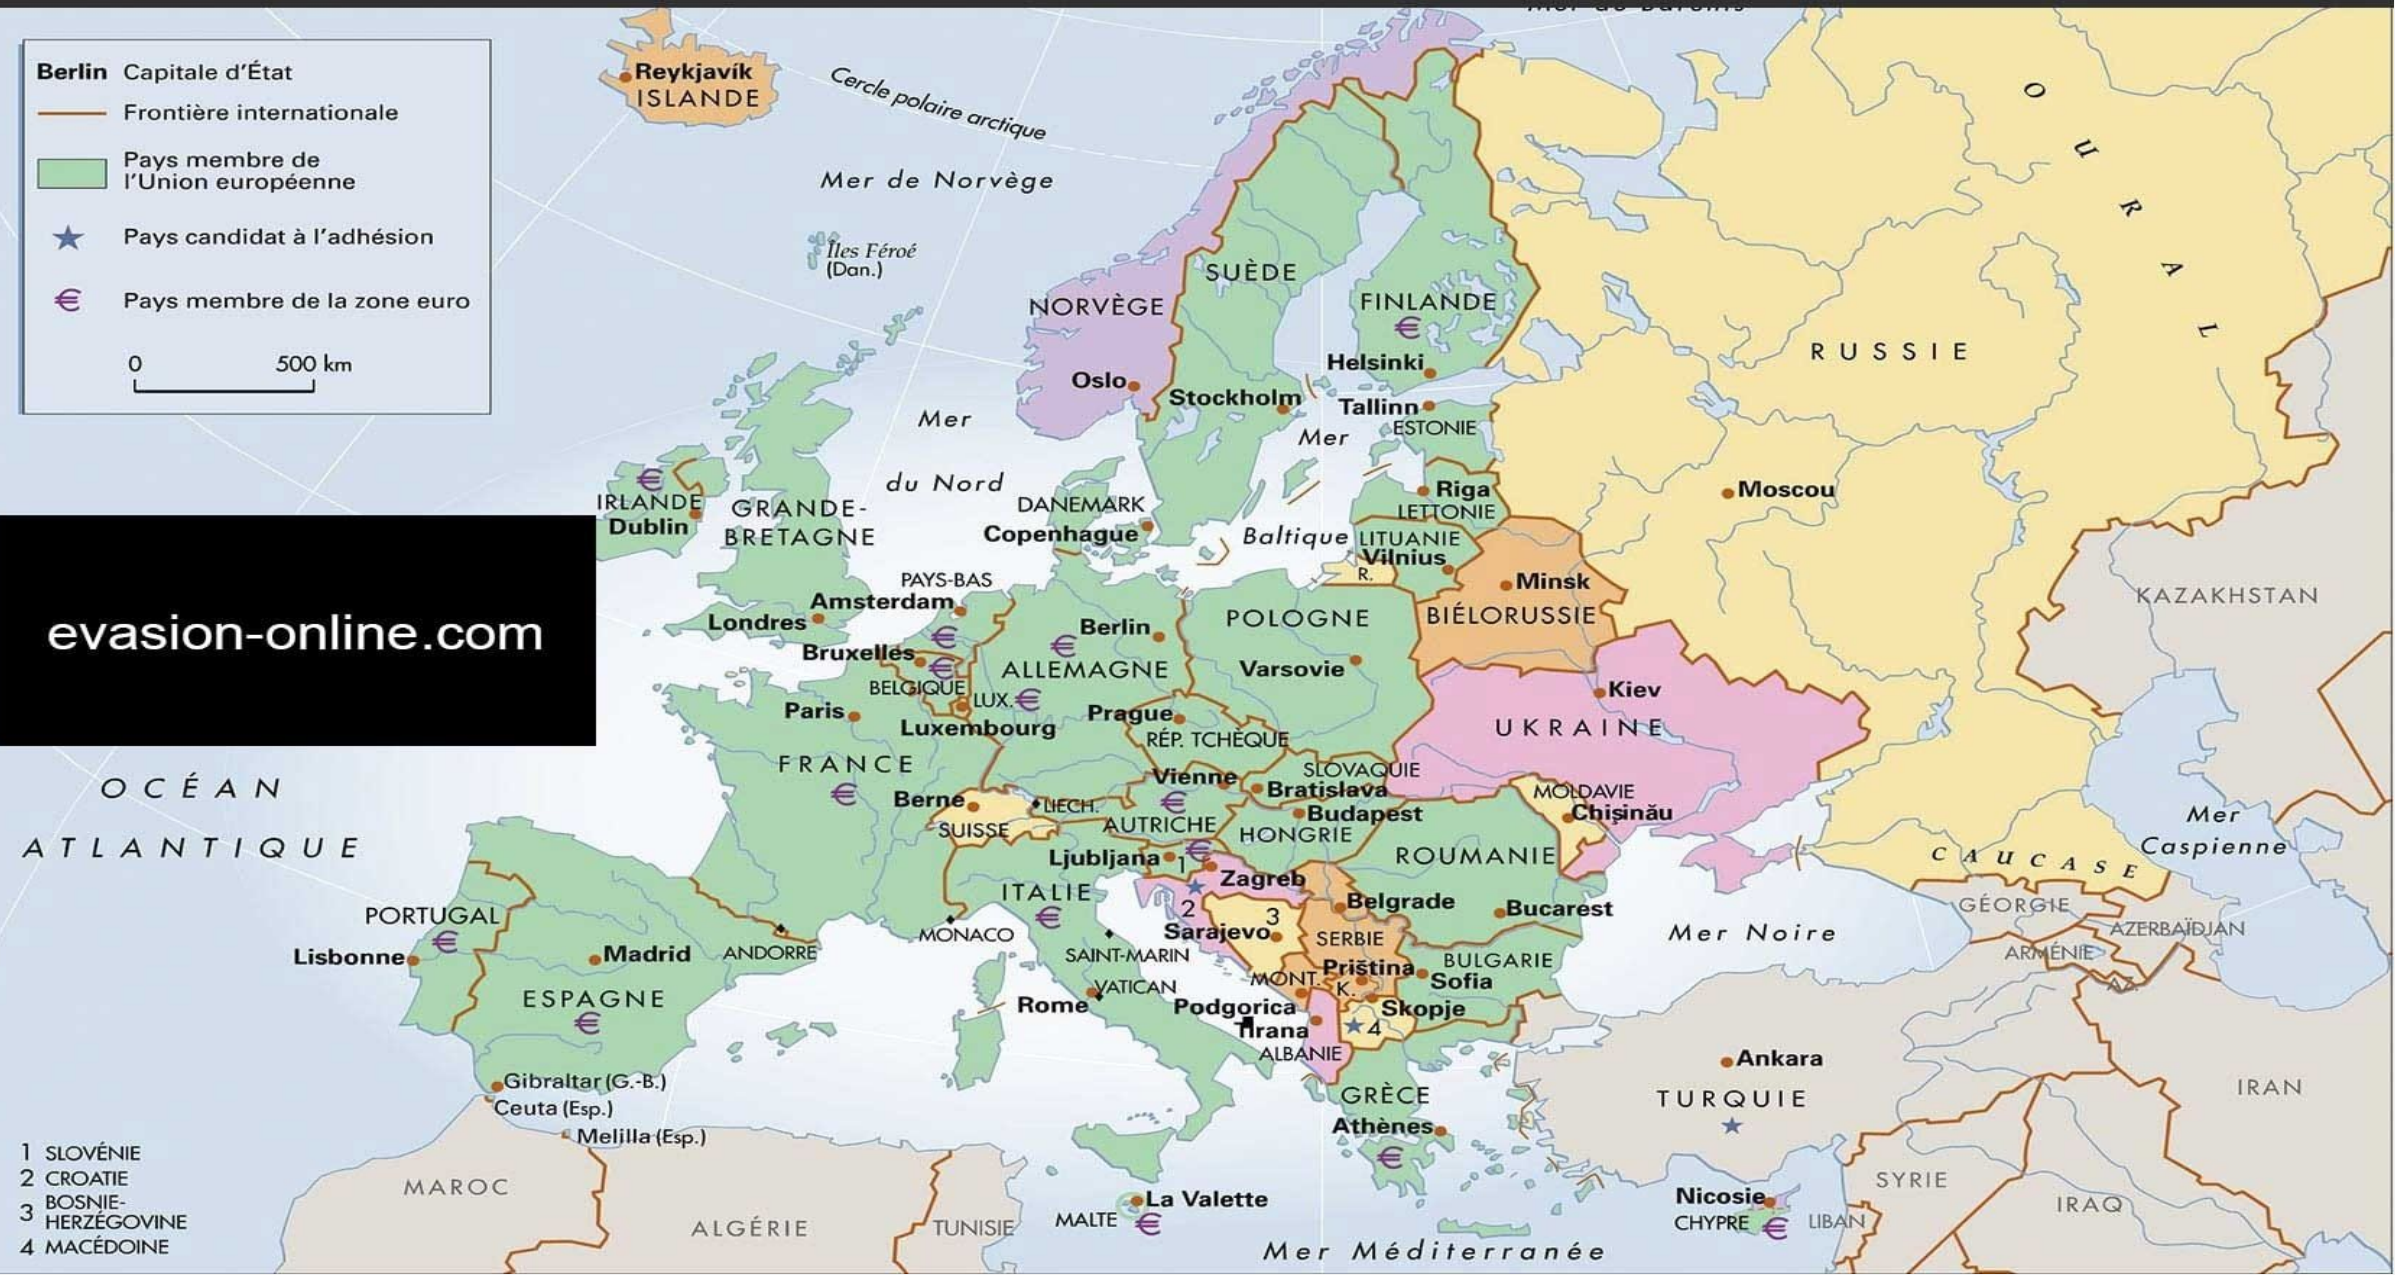 Berlin Capitale d'État
Frontière internationale
Pays membre de
l'Union européenne
Pays candidat à l'adhésion
€ Pays membre de la zone euro
0 500 km
Reykjavík
ISLANDE
Cercle polaire arctique
Mer de Norvège
Îles Féroé
(Dan.)
NORVÈGE
Oslo
SUÈDE
Stockholm
FINLANDE
€
Helsinki
Tallinn
ESTONIE
Mer
du Nord
Mer
Baltique
Riga
LETTONIE
LITUANIE
Vilnius
R.
OURAL
RUSSIE
Moscou
€
IRLANDE
Dublin
GRANDE-
BRETAGNE
Londres
DANEMARK
Copenhague
PAYS-BAS
Amsterdam
€
Bruxelles
€
BELGIQUE
LUX. €
Luxembourg
Berlin
€
ALLEMAGNE
POLOGNE
Varsovie
Minsk
BIÉLORUSSIE
Kiev
UKRAINE
KAZAKHSTAN
evasion-online.com
Paris
FRANCE
€
Prague
RÉP. TCHÈQUE
SLOVAQUIE
Bratislava
Vienne
€
AUTRICHE
Berne
SUISSE
LIECH.
Budapest
HONGRIE
MOLDAVIE
Chişinău
ROUMANIE
Bucarest
OCÉAN
ATLANTIQUE
Ljubljana
1 €
Zagreb
2
3
Sarajevo
Belgrade
SERBIE
ITALIE
€
MONACO
SAINT-MARIN
VATICAN
Rome
ANDORRE
PORTUGAL
€
Lisbonne
Madrid
ESPAGNE
€
MONT.
Priština
K.
Podgorica
Tirana
ALBANIE
Skopje
4
BULGARIE
Sofia
Mer Noire
CAUCASE
Mer
Caspienne
GÉORGIE
AZERBAÏDJAN
ARMÉNIE
AZ.
GRÈCE
Athènes
€
Ankara
TURQUIE
IRAN
Gibraltar (G.-B.)
Ceuta (Esp.)
Melilla (Esp.)
MAROC
ALGÉRIE
TUNISIE
La Valette
MALTE €
Mer Méditerranée
Nicosie
CHYPRE €
LIBAN
SYRIE
IRAQ
1 SLOVÉNIE
2 CROATIE
3 BOSNIE-
HERZÉGOVINE
4 MACÉDOINE